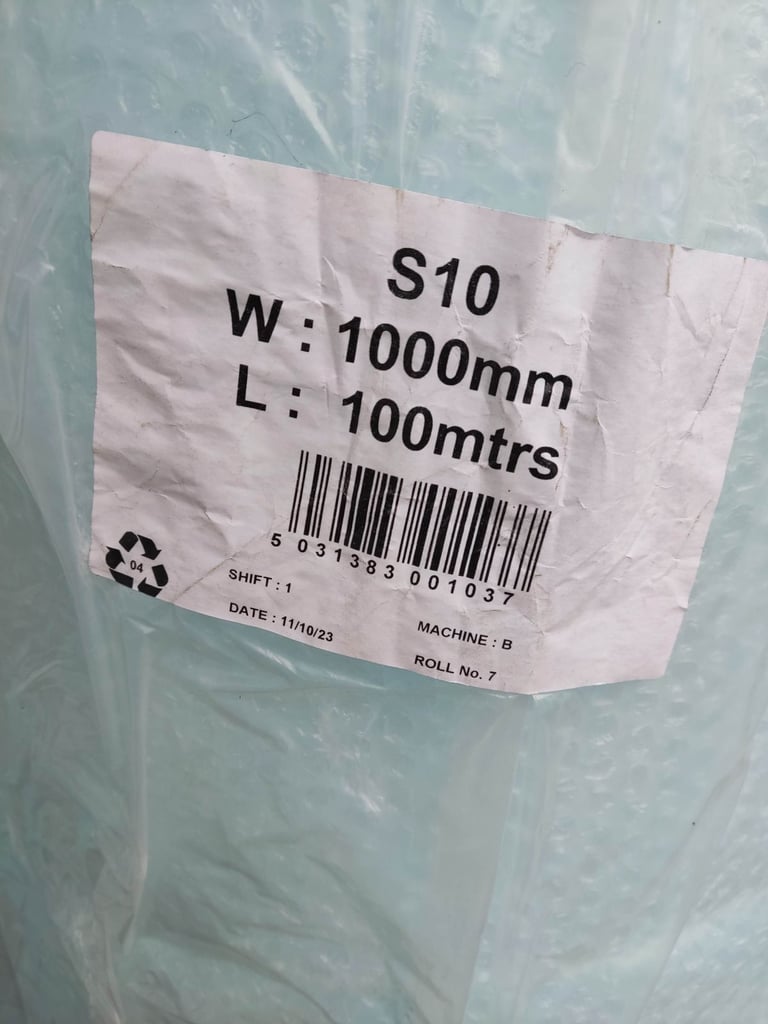 S10
W : 1000mm
L : 100mtrs
5 031383 001037
04
SHIFT : 1
DATE : 11/10/23
MACHINE : B
ROLL No. 7